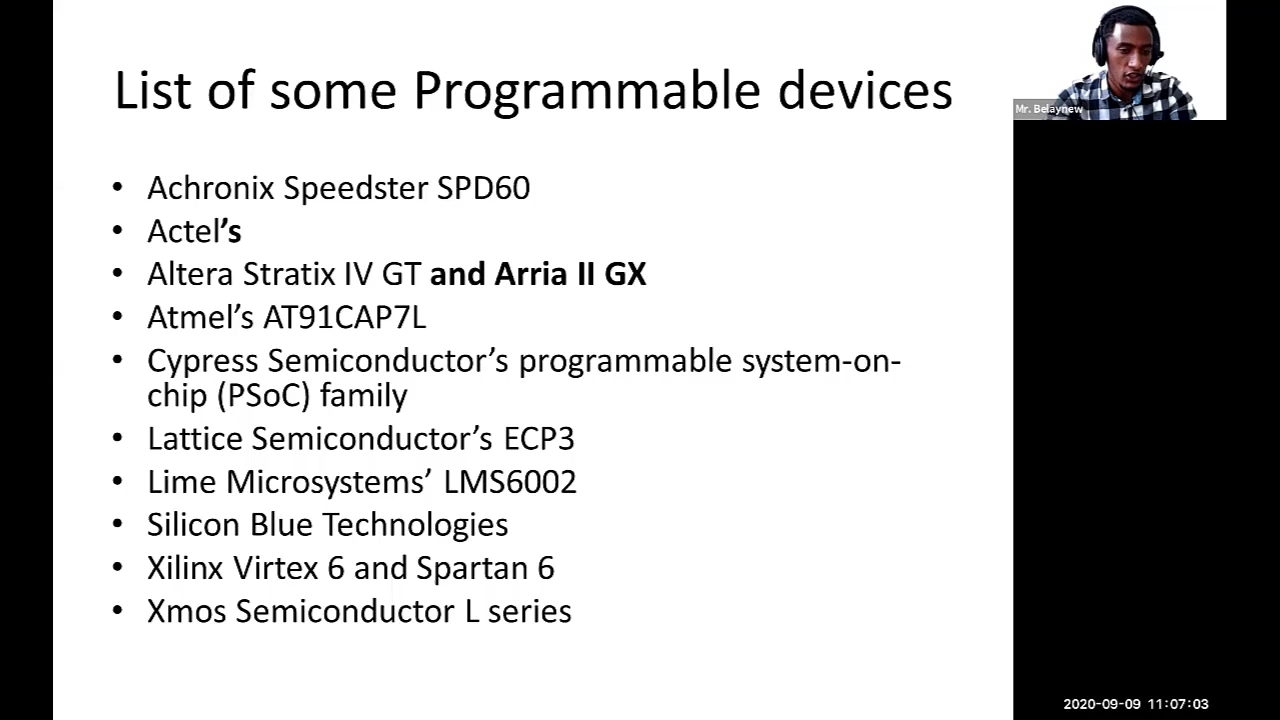 List of some Programmable devices
Mr. Belaynew
• Achronix Speedster SPD60
• Actel’s
• Altera Stratix IV GT and Arria II GX
• Atmel’s AT91CAP7L
• Cypress Semiconductor’s programmable system-on-
chip (PSoC) family
• Lattice Semiconductor’s ECP3
• Lime Microsystems’ LMS6002
• Silicon Blue Technologies
• Xilinx Virtex 6 and Spartan 6
• Xmos Semiconductor L series
2020-09-09 11:07:03